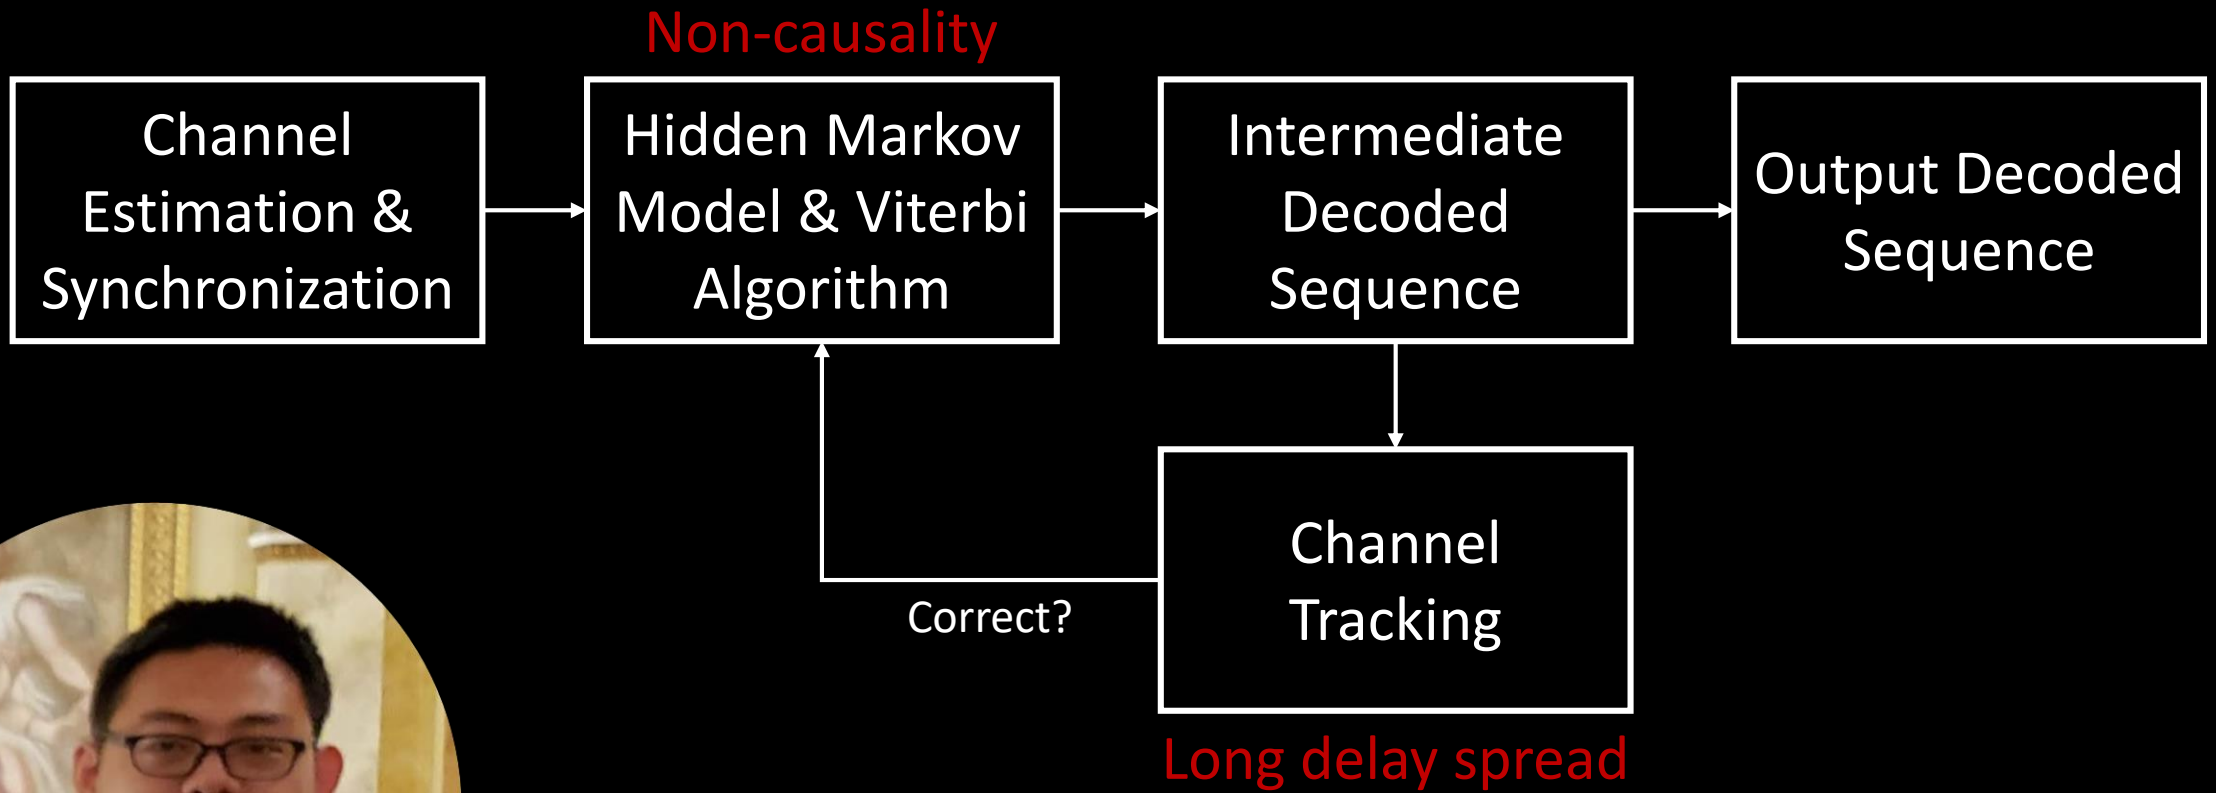 Non-causality
Channel
Estimation &
Synchronization
Hidden Markov
Model & Viterbi
Algorithm
Intermediate
Decoded
Sequence
Output Decoded
Sequence
Correct?
Channel
Tracking
Long delay spread